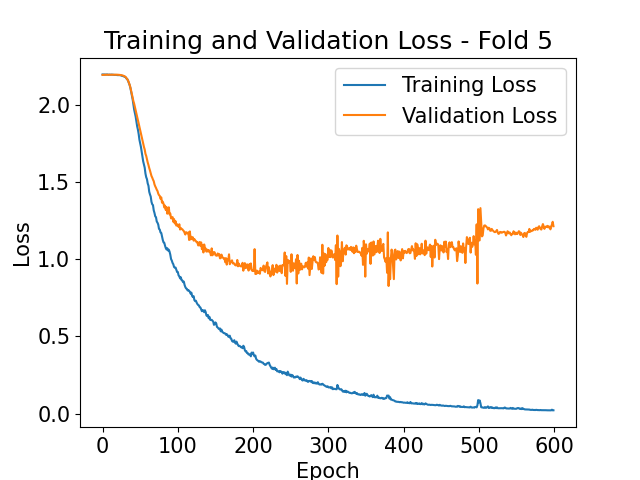 Training and Validation Loss - Fold 5
Training Loss
Validation Loss
2.0
1.5
1.0
0.5
0.0
Loss
0 100 200 300 400 500 600
Epoch